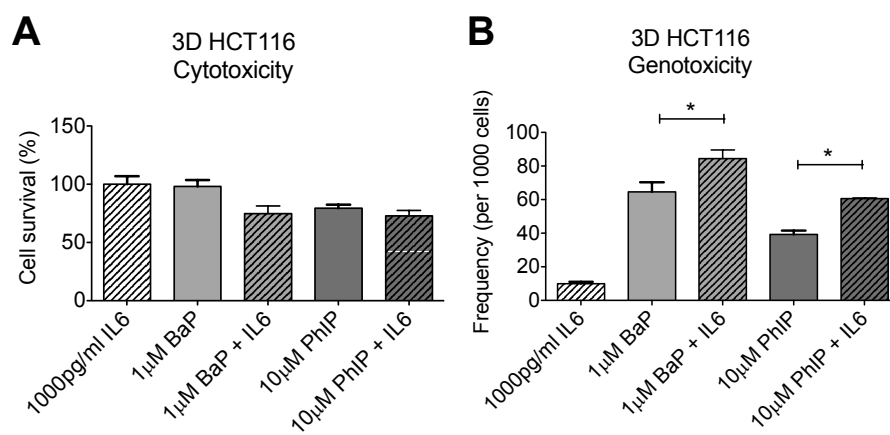 A
3D HCT116
Cytotoxicity
Cell survival (%)
150
100
50
0
1000pg/ml IL6
1µM BaP
1µM BaP + IL6
10µM PhIP
10µM PhIP + IL6
B
3D HCT116
Genotoxicity
Frequency (per 1000 cells)
100
80
60
40
20
0
*
*
1000pg/ml IL6
1µM BaP
1µM BaP + IL6
10µM PhIP
10µM PhIP + IL6